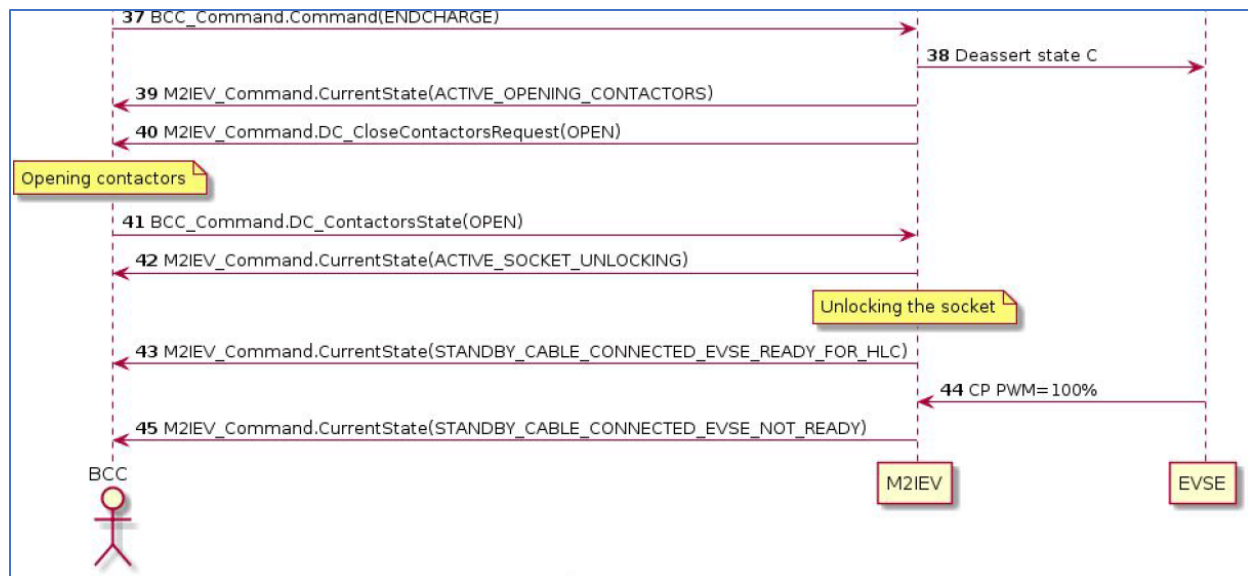 37 BCC_Command.Command(ENDCHARGE)
38 Deassert state C
39 M2IEV_Command.CurrentState(ACTIVE_OPENING_CONTACTORS)
40 M2IEV_Command.DC_CloseContactorsRequest(OPEN)
Opening contactors
41 BCC_Command.DC_ContactorsState(OPEN)
42 M2IEV_Command.CurrentState(ACTIVE_SOCKET_UNLOCKING)
Unlocking the socket
43 M2IEV_Command.CurrentState(STANDBY_CABLE_CONNECTED_EVSE_READY_FOR_HLC)
44 CP PWM=100%
45 M2IEV_Command.CurrentState(STANDBY_CABLE_CONNECTED_EVSE_NOT_READY)
BCC
M2IEV
EVSE